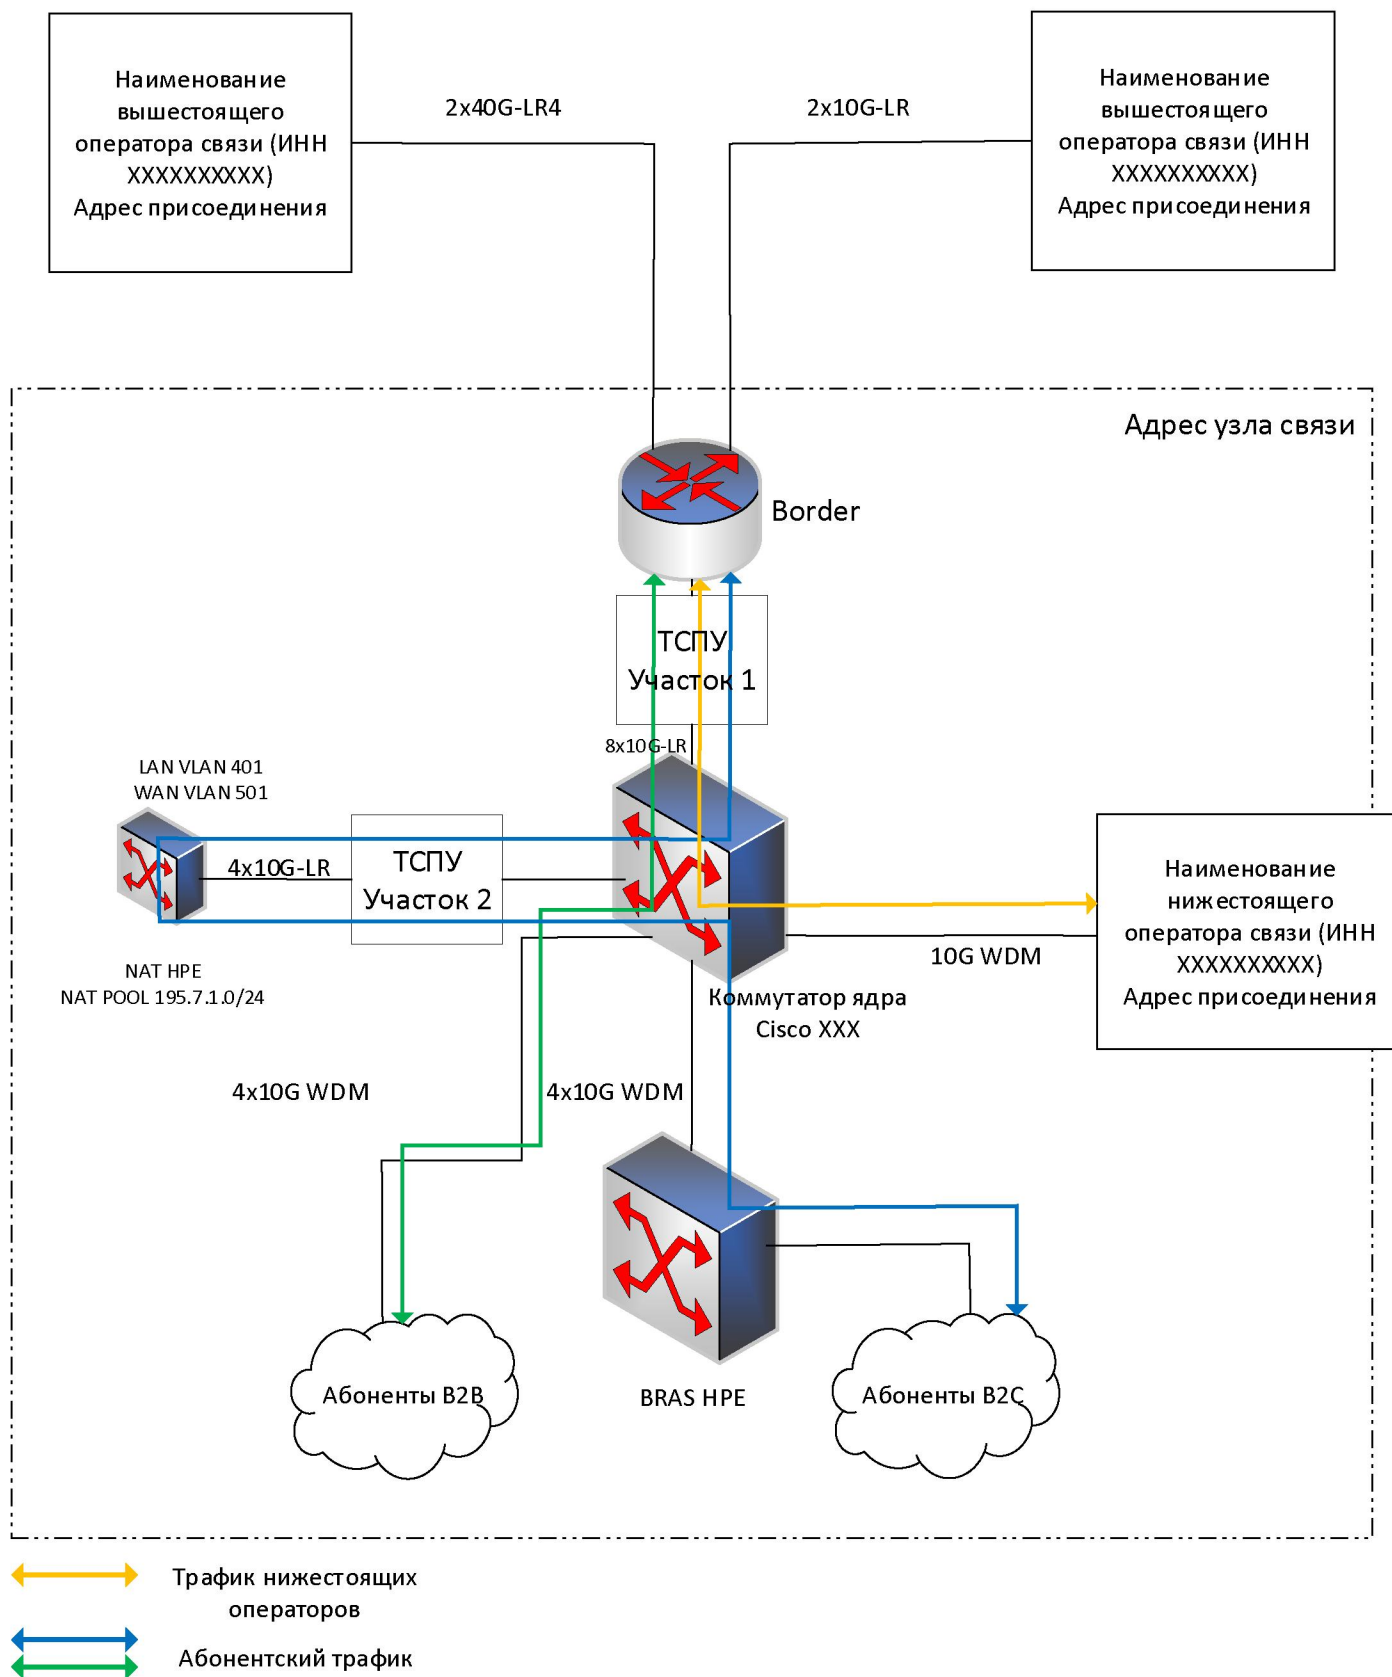 Наименование
вышестоящего
оператора связи (ИНН
XXXXXXXXXX)
Адрес присоединения
2x40G-LR4
2x10G-LR
Наименование
вышестоящего
оператора связи (ИНН
XXXXXXXXXX)
Адрес присоединения
Адрес узла связи
Border
ТСПУ
Участок 1
8x10G-LR
LAN VLAN 401
WAN VLAN 501
4x10G-LR
ТСПУ
Участок 2
NAT HPE
NAT POOL 195.7.1.0/24
Коммутатор ядра
Cisco XXX
10G WDM
Наименование
нижестоящего
оператора связи (ИНН
XXXXXXXXXX)
Адрес присоединения
4x10G WDM
4x10G WDM
Абоненты B2B
BRAS HPE
Абоненты B2C
Трафик нижестоящих
операторов
Абонентский трафик